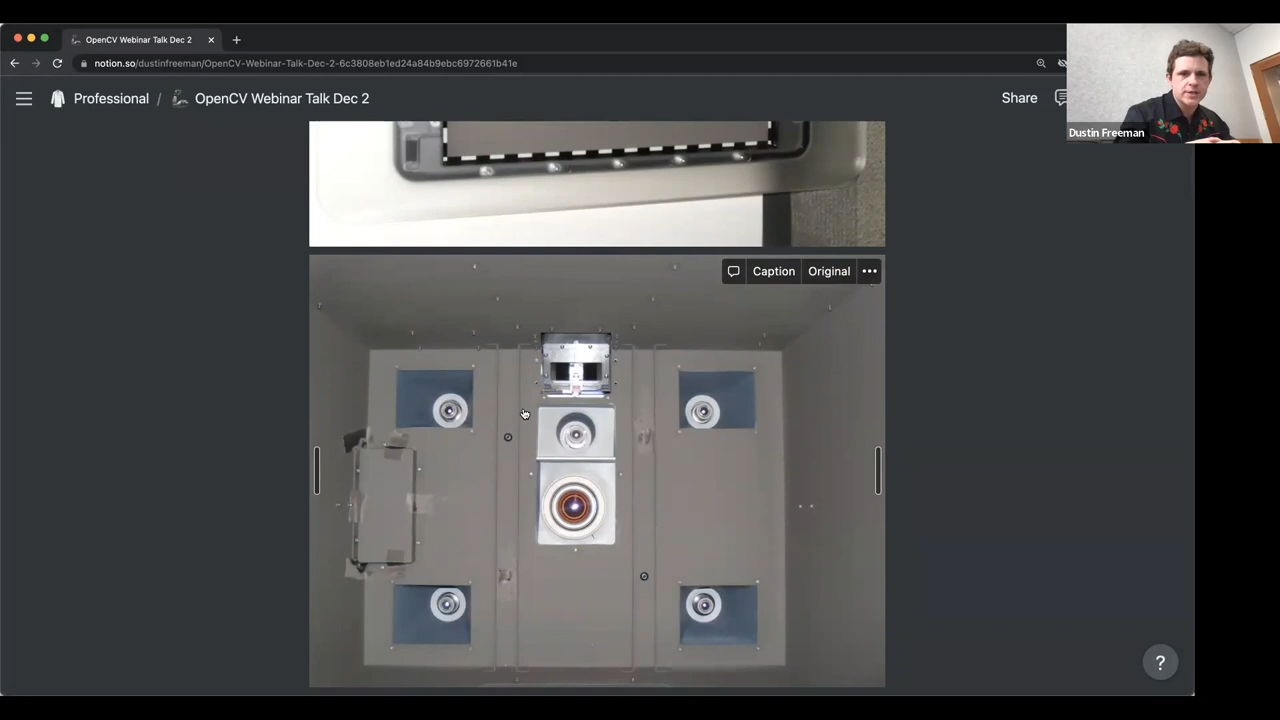 OpenCV Webinar Talk Dec 2
notion.so/dustinfreeman/OpenCV-Webinar-Talk-Dec-2-6c3808eb1ed24a84b9ebc6972661b41e
Professional / OpenCV Webinar Talk Dec 2
Share
Dustin Freeman
Caption
Original
?